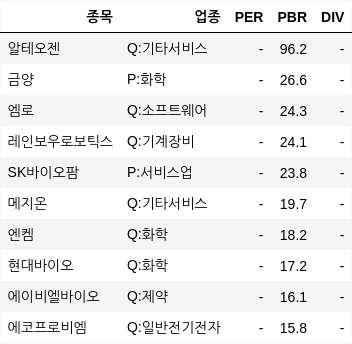 종목 업종 PER PBR DIV
알테오젠 Q:기타서비스 - 96.2 -
금양 P:화학 - 26.6 -
엠로 Q:소프트웨어 - 24.3 -
레인보우로보틱스 Q:기계장비 - 24.1 -
SK바이오팜 P:서비스업 - 23.8 -
메지온 Q:기타서비스 - 19.7 -
엔켐 Q:화학 - 18.2 -
현대바이오 Q:화학 - 17.2 -
에이비엘바이오 Q:제약 - 16.1 -
에코프로비엠 Q:일반전기전자 - 15.8 -